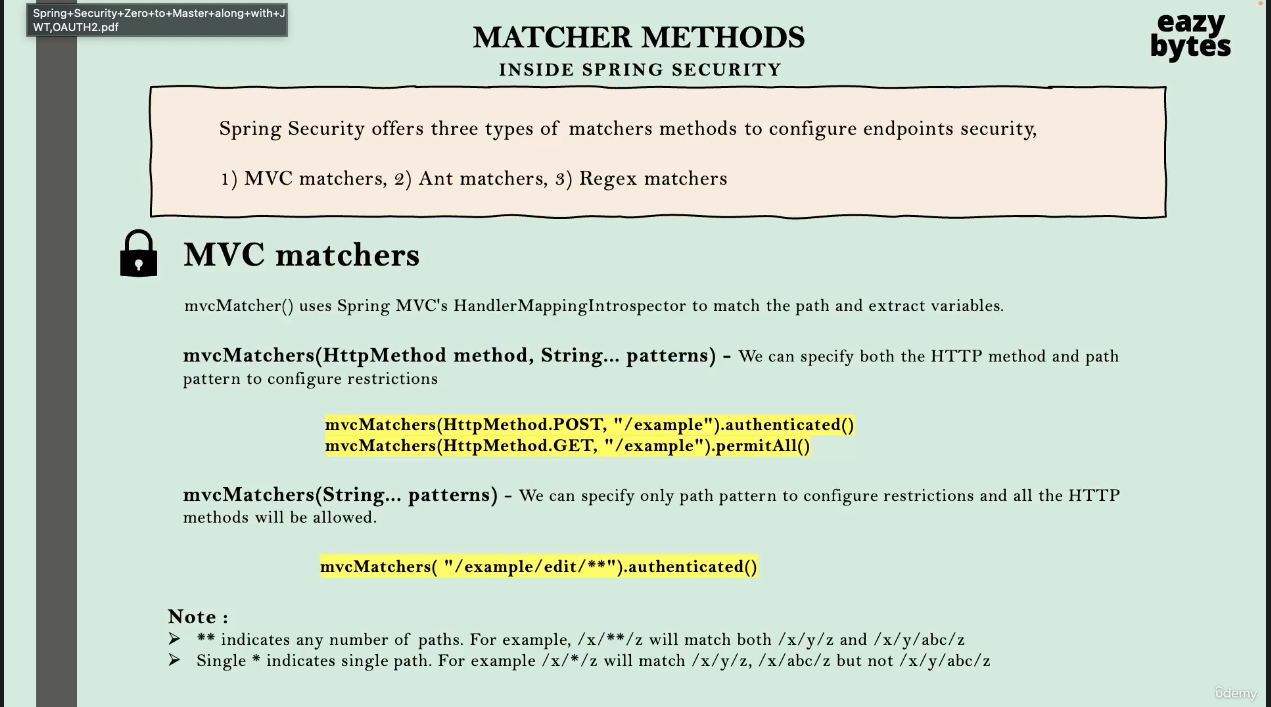 Spring+Security+Zero+to+Master+along+with+J
WT,OAUTH2.pdf
MATCHER METHODS
INSIDE SPRING SECURITY
eazy
bytes
Spring Security offers three types of matchers methods to configure endpoints security,
1) MVC matchers, 2) Ant matchers, 3) Regex matchers
MVC matchers
mvcMatcher() uses Spring MVC's HandlerMappingIntrospector to match the path and extract variables.
mvcMatchers(HttpMethod method, String... patterns) - We can specify both the HTTP method and path
pattern to configure restrictions
mvcMatchers(HttpMethod.POST, "/example").authenticated()
mvcMatchers(HttpMethod.GET, "/example").permitAll()
mvcMatchers(String... patterns) - We can specify only path pattern to configure restrictions and all the HTTP
methods will be allowed.
mvcMatchers( "/example/edit/**").authenticated()
Note :
➢ ** indicates any number of paths. For example, /x/**/z will match both /x/y/z and /x/y/abc/z
➢ Single * indicates single path. For example /x/*/z will match /x/y/z, /x/abc/z but not /x/y/abc/z
ûdemy